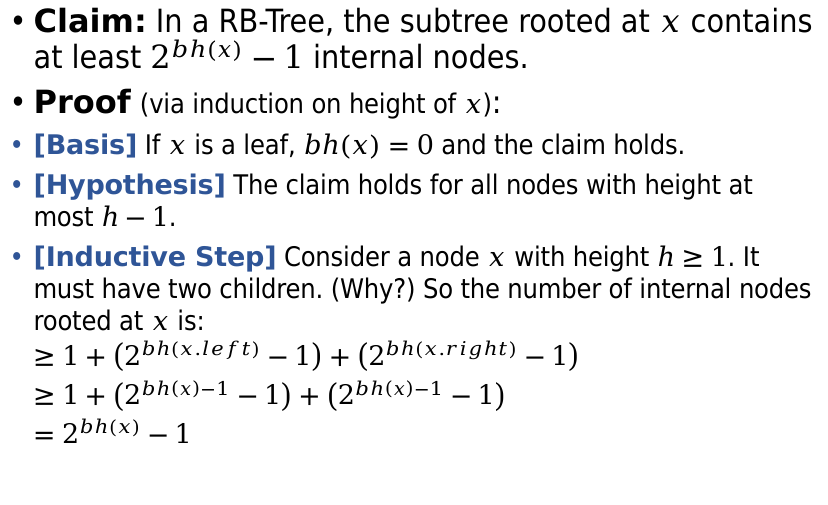 • Claim: In a RB-Tree, the subtree rooted at x contains
at least 2^{bh(x)} − 1 internal nodes.
• Proof (via induction on height of x):
• [Basis] If x is a leaf, bh(x) = 0 and the claim holds.
• [Hypothesis] The claim holds for all nodes with height at
most h − 1.
• [Inductive Step] Consider a node x with height h ≥ 1. It
must have two children. (Why?) So the number of internal nodes
rooted at x is:
≥ 1 + (2^{bh(x.left)} − 1) + (2^{bh(x.right)} − 1)
≥ 1 + (2^{bh(x)−1} − 1) + (2^{bh(x)−1} − 1)
= 2^{bh(x)} − 1